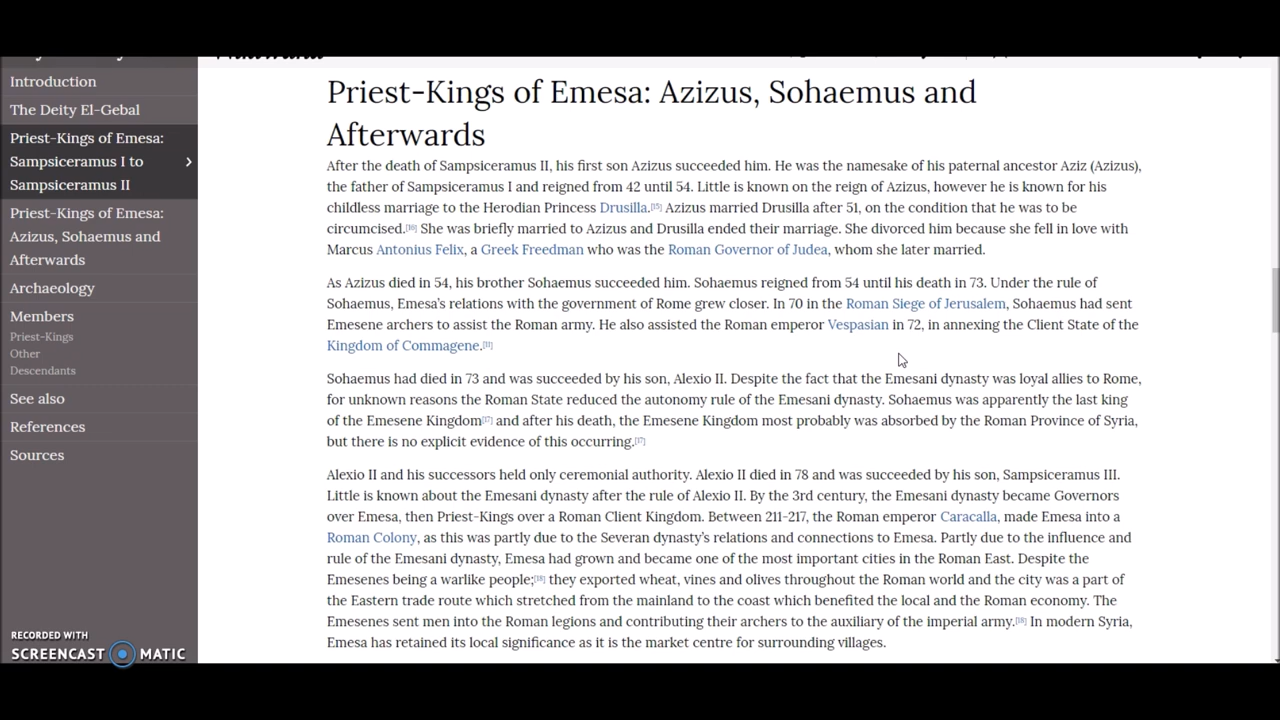 Introduction
The Deity El-Gebal
Priest-Kings of Emesa:
Sampsiceramus I to
Sampsiceramus II
Priest-Kings of Emesa:
Azizus, Sohaemus and
Afterwards
Archaeology
Members
Priest-Kings
Other
Descendants
See also
References
Sources
RECORDED WITH
SCREENCAST MATIC
Priest-Kings of Emesa: Azizus, Sohaemus and
Afterwards
After the death of Sampsiceramus II, his first son Azizus succeeded him. He was the namesake of his paternal ancestor Aziz (Azizus),
the father of Sampsiceramus I and reigned from 42 until 54. Little is known on the reign of Azizus, however he is known for his
childless marriage to the Herodian Princess Drusilla.[15] Azizus married Drusilla after 51, on the condition that he was to be
circumcised.[16] She was briefly married to Azizus and Drusilla ended their marriage. She divorced him because she fell in love with
Marcus Antonius Felix, a Greek Freedman who was the Roman Governor of Judea, whom she later married.
As Azizus died in 54, his brother Sohaemus succeeded him. Sohaemus reigned from 54 until his death in 73. Under the rule of
Sohaemus, Emesa's relations with the government of Rome grew closer. In 70 in the Roman Siege of Jerusalem, Sohaemus had sent
Emesene archers to assist the Roman army. He also assisted the Roman emperor Vespasian in 72, in annexing the Client State of the
Kingdom of Commagene.[11]
Sohaemus had died in 73 and was succeeded by his son, Alexio II. Despite the fact that the Emesani dynasty was loyal allies to Rome,
for unknown reasons the Roman State reduced the autonomy rule of the Emesani dynasty. Sohaemus was apparently the last king
of the Emesene Kingdom[17] and after his death, the Emesene Kingdom most probably was absorbed by the Roman Province of Syria,
but there is no explicit evidence of this occurring.[17]
Alexio II and his successors held only ceremonial authority. Alexio II died in 78 and was succeeded by his son, Sampsiceramus III.
Little is known about the Emesani dynasty after the rule of Alexio II. By the 3rd century, the Emesani dynasty became Governors
over Emesa, then Priest-Kings over a Roman Client Kingdom. Between 211-217, the Roman emperor Caracalla, made Emesa into a
Roman Colony, as this was partly due to the Severan dynasty's relations and connections to Emesa. Partly due to the influence and
rule of the Emesani dynasty, Emesa had grown and became one of the most important cities in the Roman East. Despite the
Emesenes being a warlike people;[18] they exported wheat, vines and olives throughout the Roman world and the city was a part of
the Eastern trade route which stretched from the mainland to the coast which benefited the local and the Roman economy. The
Emesenes sent men into the Roman legions and contributing their archers to the auxiliary of the imperial army.[18] In modern Syria,
Emesa has retained its local significance as it is the market centre for surrounding villages.